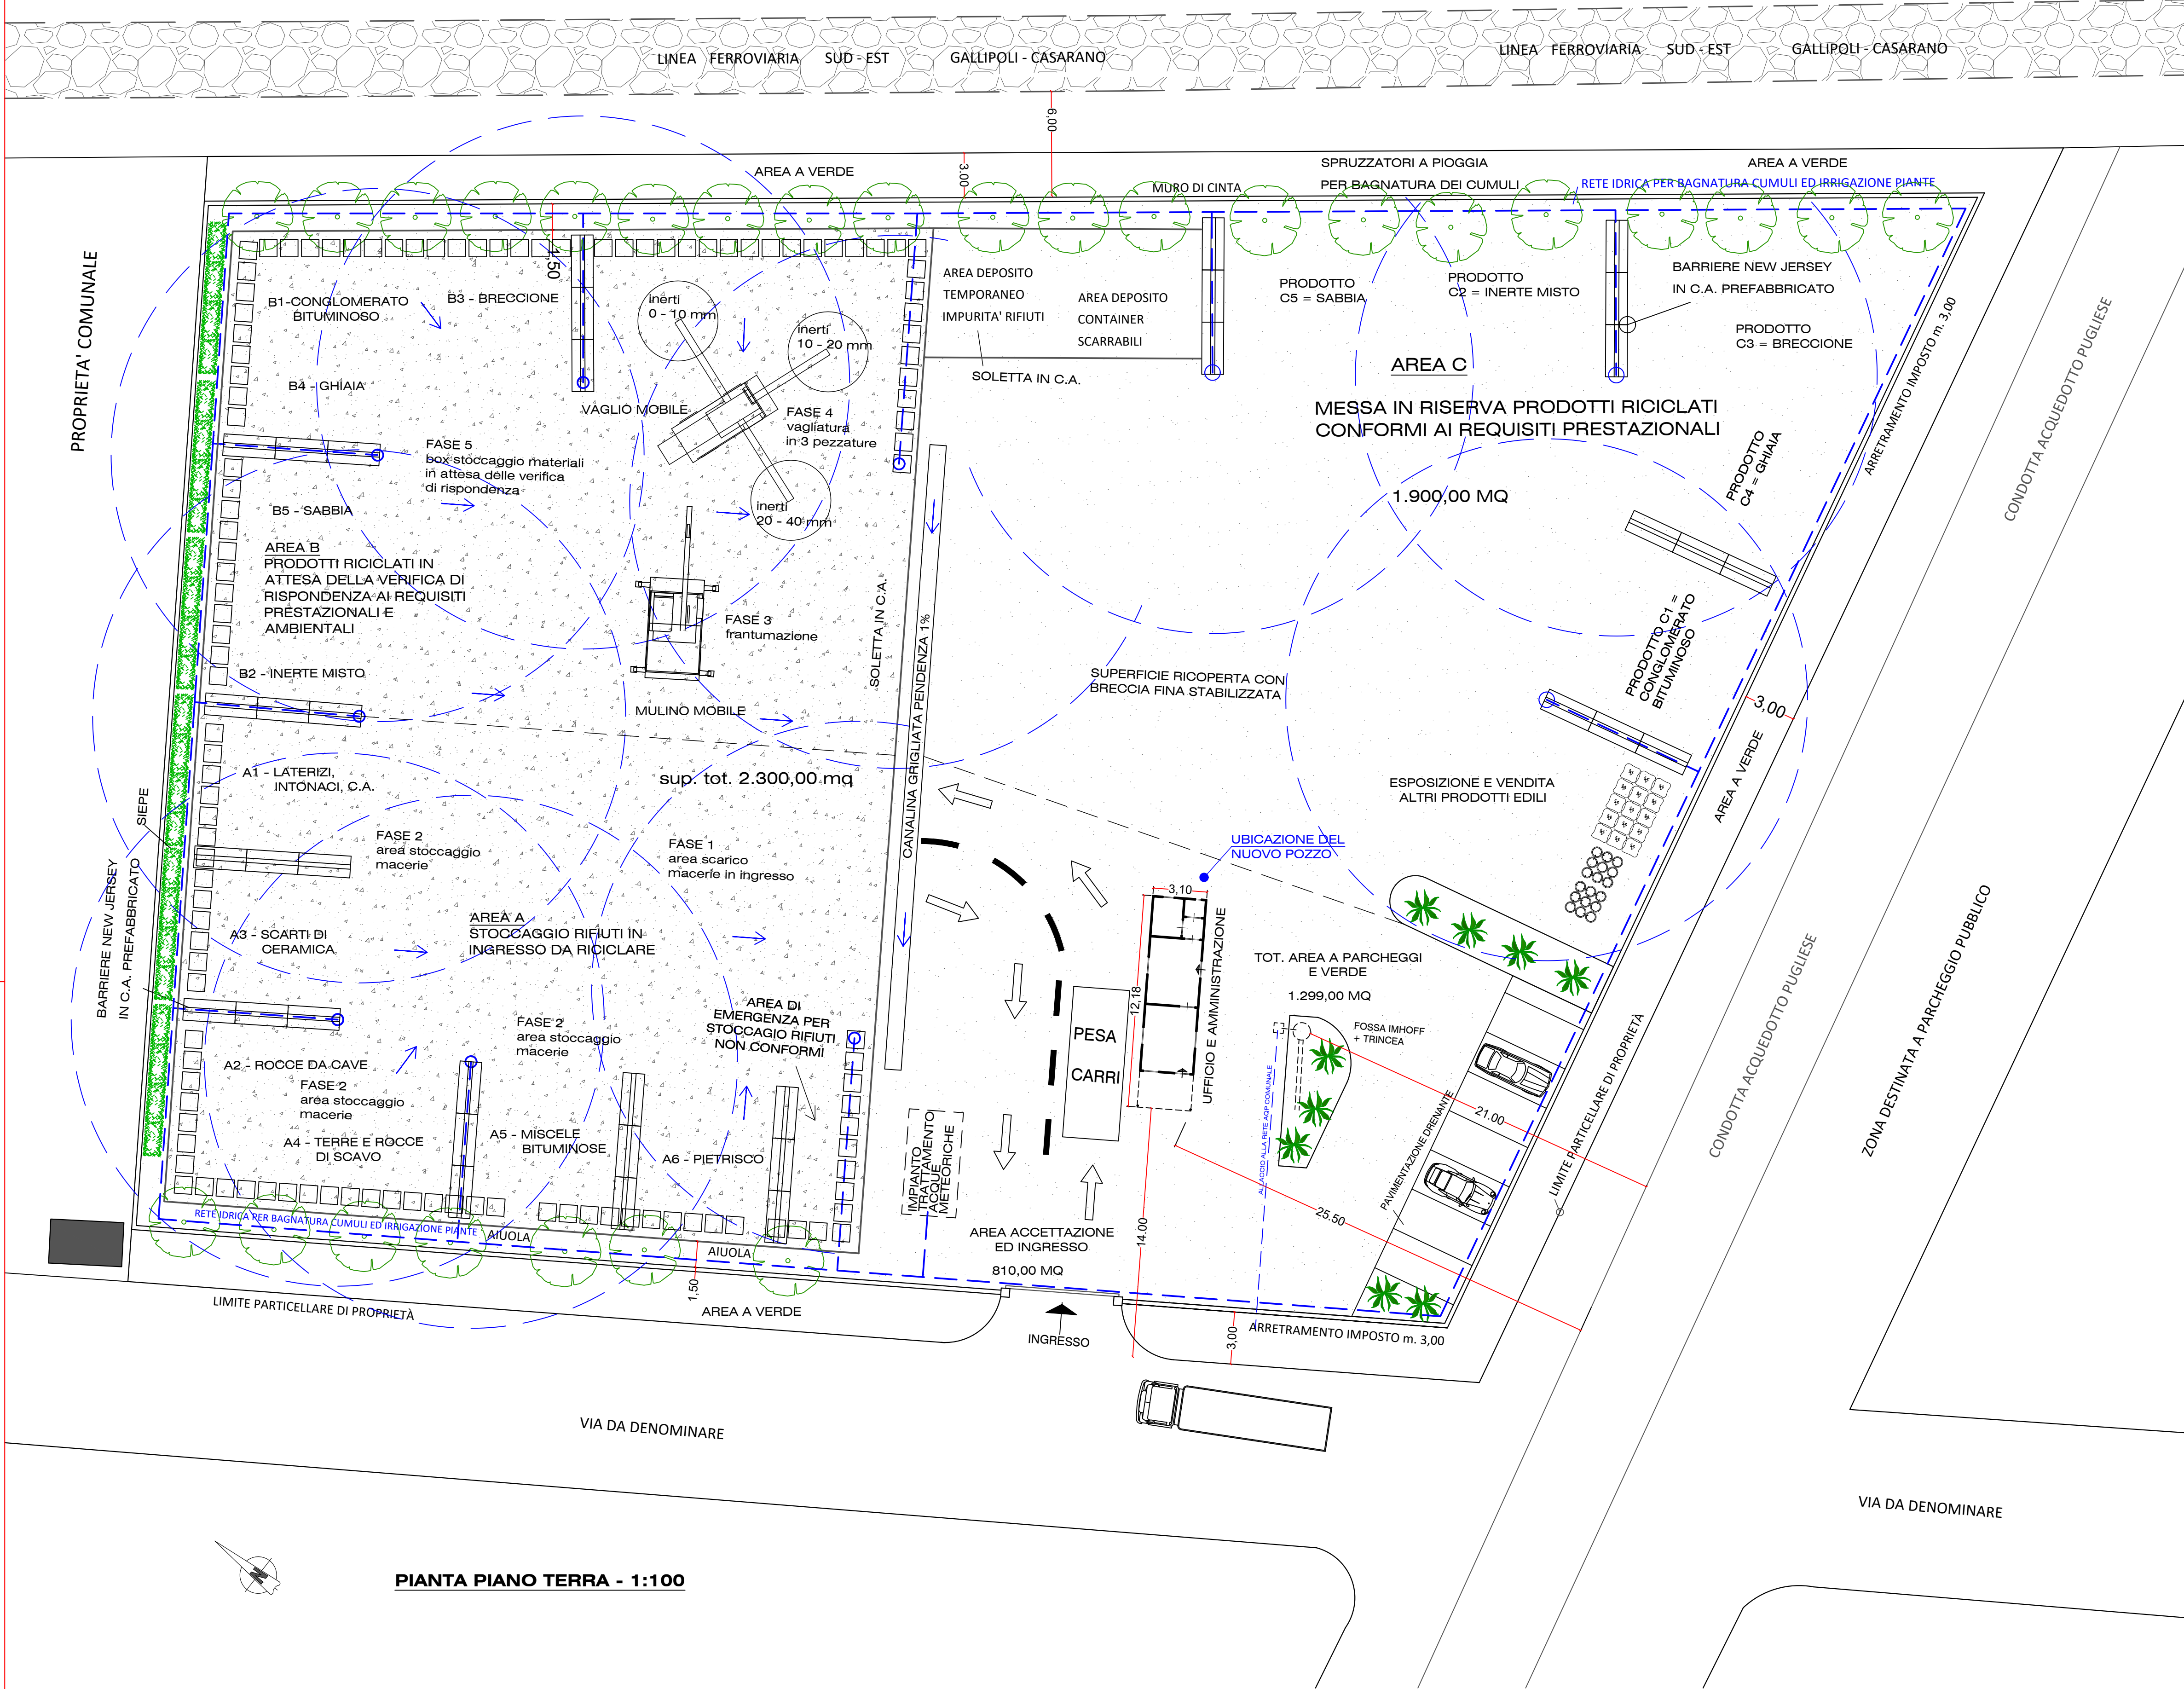 LINEA FERROVIARIA SUD - EST GALLIPOLI - CASARANO
LINEA FERROVIARIA SUD - EST GALLIPOLI - CASARANO
6,00
3,00
AREA A VERDE
MURO DI CINTA
SPRUZZATORI A PIOGGIA
PER BAGNATURA DEI CUMULI
AREA A VERDE
RETE IDRICA PER BAGNATURA CUMULI ED IRRIGAZIONE PIANTE
PROPRIETA' COMUNALE
B1-CONGLOMERATO
BITUMINOSO
B3 - BRECCIONE
1,50
inerti
0 - 10 mm
inerti
10 - 20 mm
AREA DEPOSITO
TEMPORANEO
IMPURITA' RIFIUTI
AREA DEPOSITO
CONTAINER
SCARRABILI
SOLETTA IN C.A.
PRODOTTO
C5 = SABBIA
PRODOTTO
C2 = INERTE MISTO
BARRIERE NEW JERSEY
IN C.A. PREFABBRICATO
PRODOTTO
C3 = BRECCIONE
ARRETRAMENTO IMPOSTO m. 3,00
CONDOTTA ACQUEDOTTO PUGLIESE
B4 - GHIAIA
VAGLIO MOBILE
FASE 4
vagliatura
in 3 pezzature
AREA C
MESSA IN RISERVA PRODOTTI RICICLATI
CONFORMI AI REQUISITI PRESTAZIONALI
1.900,00 MQ
PRODOTTO
C4 = GHIAIA
FASE 5
box stoccaggio materiali
in attesa delle verifica
di rispondenza
B5 - SABBIA
inerti
20 - 40 mm
AREA B
PRODOTTI RICICLATI IN
ATTESA DELLA VERIFICA DI
RISPONDENZA AI REQUISITI
PRESTAZIONALI E
AMBIENTALI
FASE 3
frantumazione
SOLETTA IN C.A.
CANALINA GRIGLIATA PENDENZA 1%
B2 - INERTE MISTO
MULINO MOBILE
SUPERFICIE RICOPERTA CON
BRECCIA FINA STABILIZZATA
PRODOTTO C1 =
CONGLOMERATO
BITUMINOSO
3,00
AREA A VERDE
A1 - LATERIZI,
INTONACI, C.A.
sup. tot. 2.300,00 mq
ESPOSIZIONE E VENDITA
ALTRI PRODOTTI EDILI
SIEPE
BARRIERE NEW JERSEY
IN C.A. PREFABBRICATO
FASE 2
area stoccaggio
macerie
FASE 1
area scarico
macerie in ingresso
UBICAZIONE DEL
NUOVO POZZO
3,10
12,18
UFFICIO E AMMINISTRAZIONE
A3 - SCARTI DI
CERAMICA
AREA A
STOCCAGGIO RIFIUTI IN
INGRESSO DA RICICLARE
TOT. AREA A PARCHEGGI
E VERDE
1.299,00 MQ
ZONA DESTINATA A PARCHEGGIO PUBBLICO
CONDOTTA ACQUEDOTTO PUGLIESE
AREA DI
EMERGENZA PER
STOCCAGIO RIFIUTI
NON CONFORMI
FASE 2
area stoccaggio
macerie
PESA
CARRI
FOSSA IMHOFF
+ TRINCEA
ALLACCIO ALLA RETE AQP COMUNALE
A2 - ROCCE DA CAVE
FASE 2
area stoccaggio
macerie
A4 - TERRE E ROCCE
DI SCAVO
A5 - MISCELE
BITUMINOSE
A6 - PIETRISCO
IMPIANTO
TRATTAMENTO
ACQUE
METEORICHE
21.00
25.50
14.00
PAVIMENTAZIONE DRENANTE
LIMITE PARTICELLARE DI PROPRIETÀ
RETE IDRICA PER BAGNATURA CUMULI ED IRRIGAZIONE PIANTE
AIUOLA
AIUOLA
AREA ACCETTAZIONE
ED INGRESSO
810,00 MQ
1.50
LIMITE PARTICELLARE DI PROPRIETÀ
AREA A VERDE
INGRESSO
3,00
ARRETRAMENTO IMPOSTO m. 3,00
VIA DA DENOMINARE
VIA DA DENOMINARE
N
PIANTA PIANO TERRA - 1:100